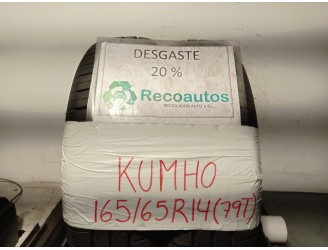 DESGASTE
20 %
Recoautos
KUMHO
165/65R14(79T)